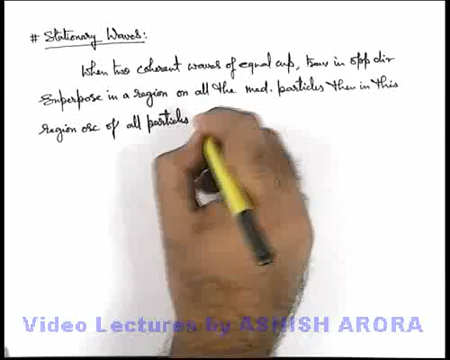 # Stationary Waves:
When two coherent waves of equal amp, trav in opp dir
Superpose in a region on all the med. particles then in this
region osc of all particles
Video Lectures by ASHISH ARORA